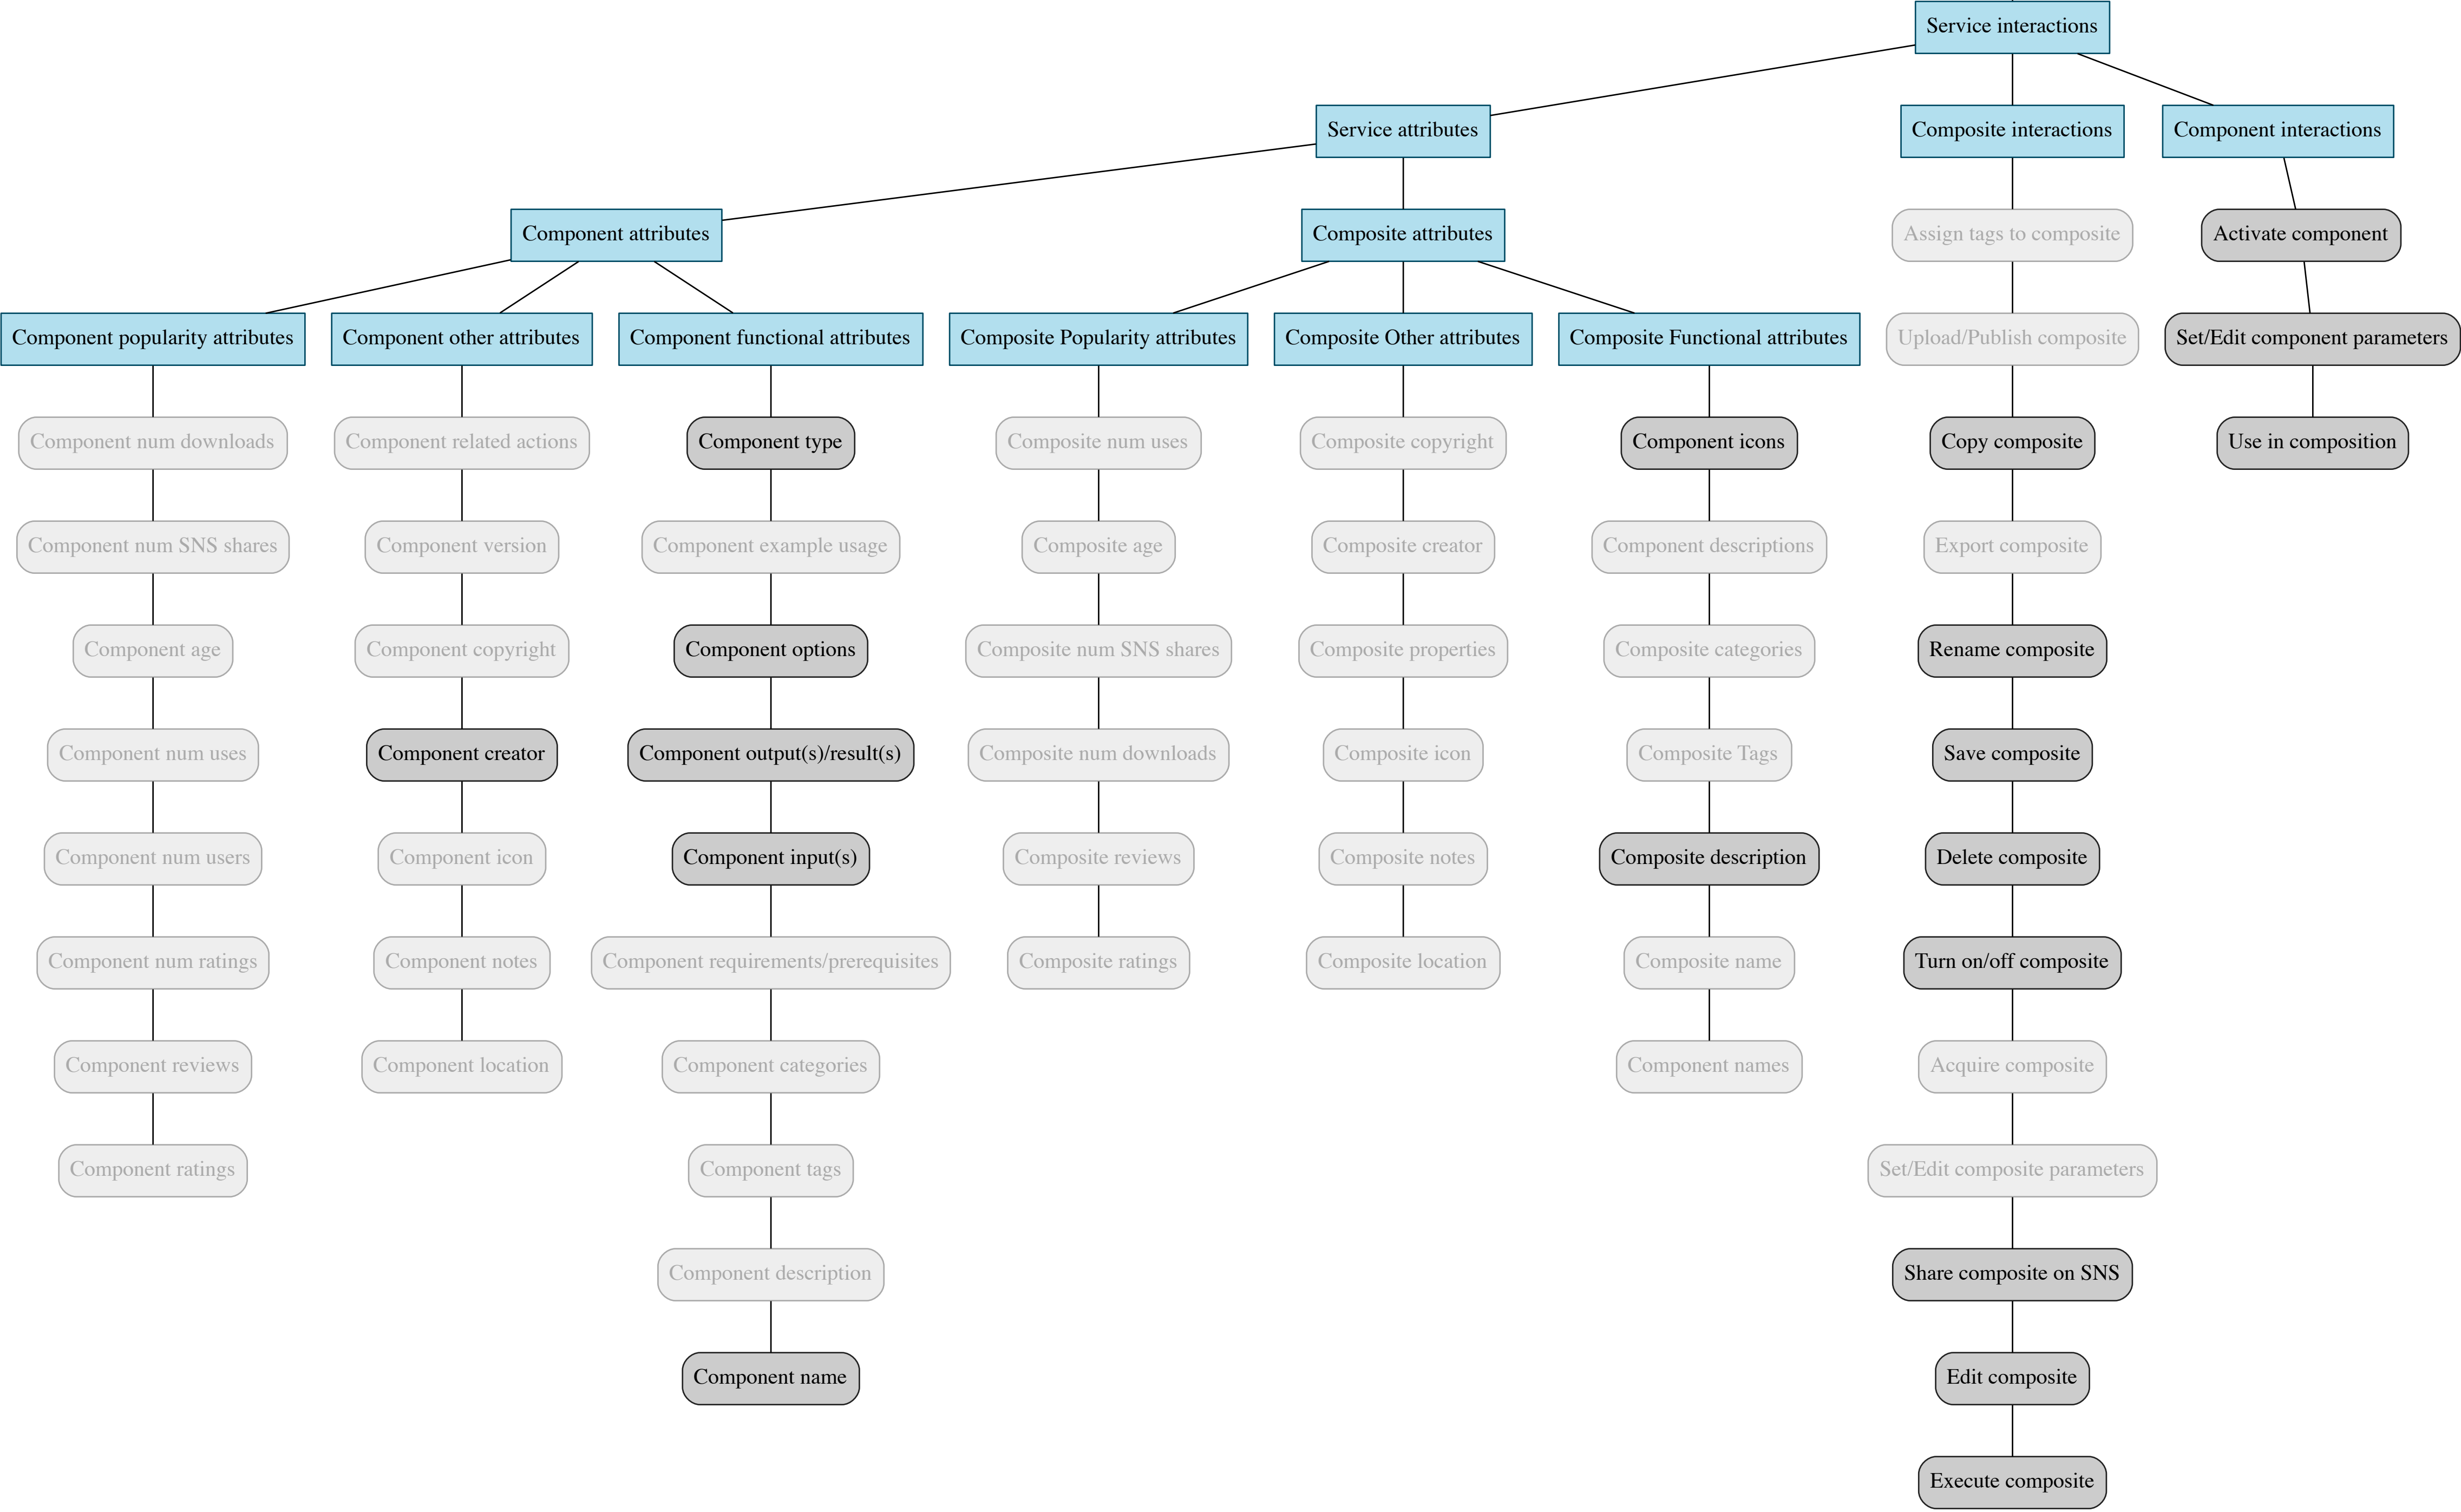 Service interactions
Service attributes
Composite interactions
Component interactions
Component attributes
Composite attributes
Assign tags to composite
Activate component
Component popularity attributes
Component other attributes
Component functional attributes
Composite Popularity attributes
Composite Other attributes
Composite Functional attributes
Upload/Publish composite
Set/Edit component parameters
Component num downloads
Component related actions
Component type
Composite num uses
Composite copyright
Component icons
Copy composite
Use in composition
Component num SNS shares
Component version
Component example usage
Composite age
Composite creator
Component descriptions
Export composite
Component age
Component copyright
Component options
Composite num SNS shares
Composite properties
Composite categories
Rename composite
Component num uses
Component creator
Component output(s)/result(s)
Composite num downloads
Composite icon
Composite Tags
Save composite
Component num users
Component icon
Component input(s)
Composite reviews
Composite notes
Composite description
Delete composite
Component num ratings
Component notes
Component requirements/prerequisites
Composite ratings
Composite location
Composite name
Turn on/off composite
Component reviews
Component location
Component categories
Component names
Acquire composite
Component ratings
Component tags
Set/Edit composite parameters
Component description
Share composite on SNS
Component name
Edit composite
Execute composite